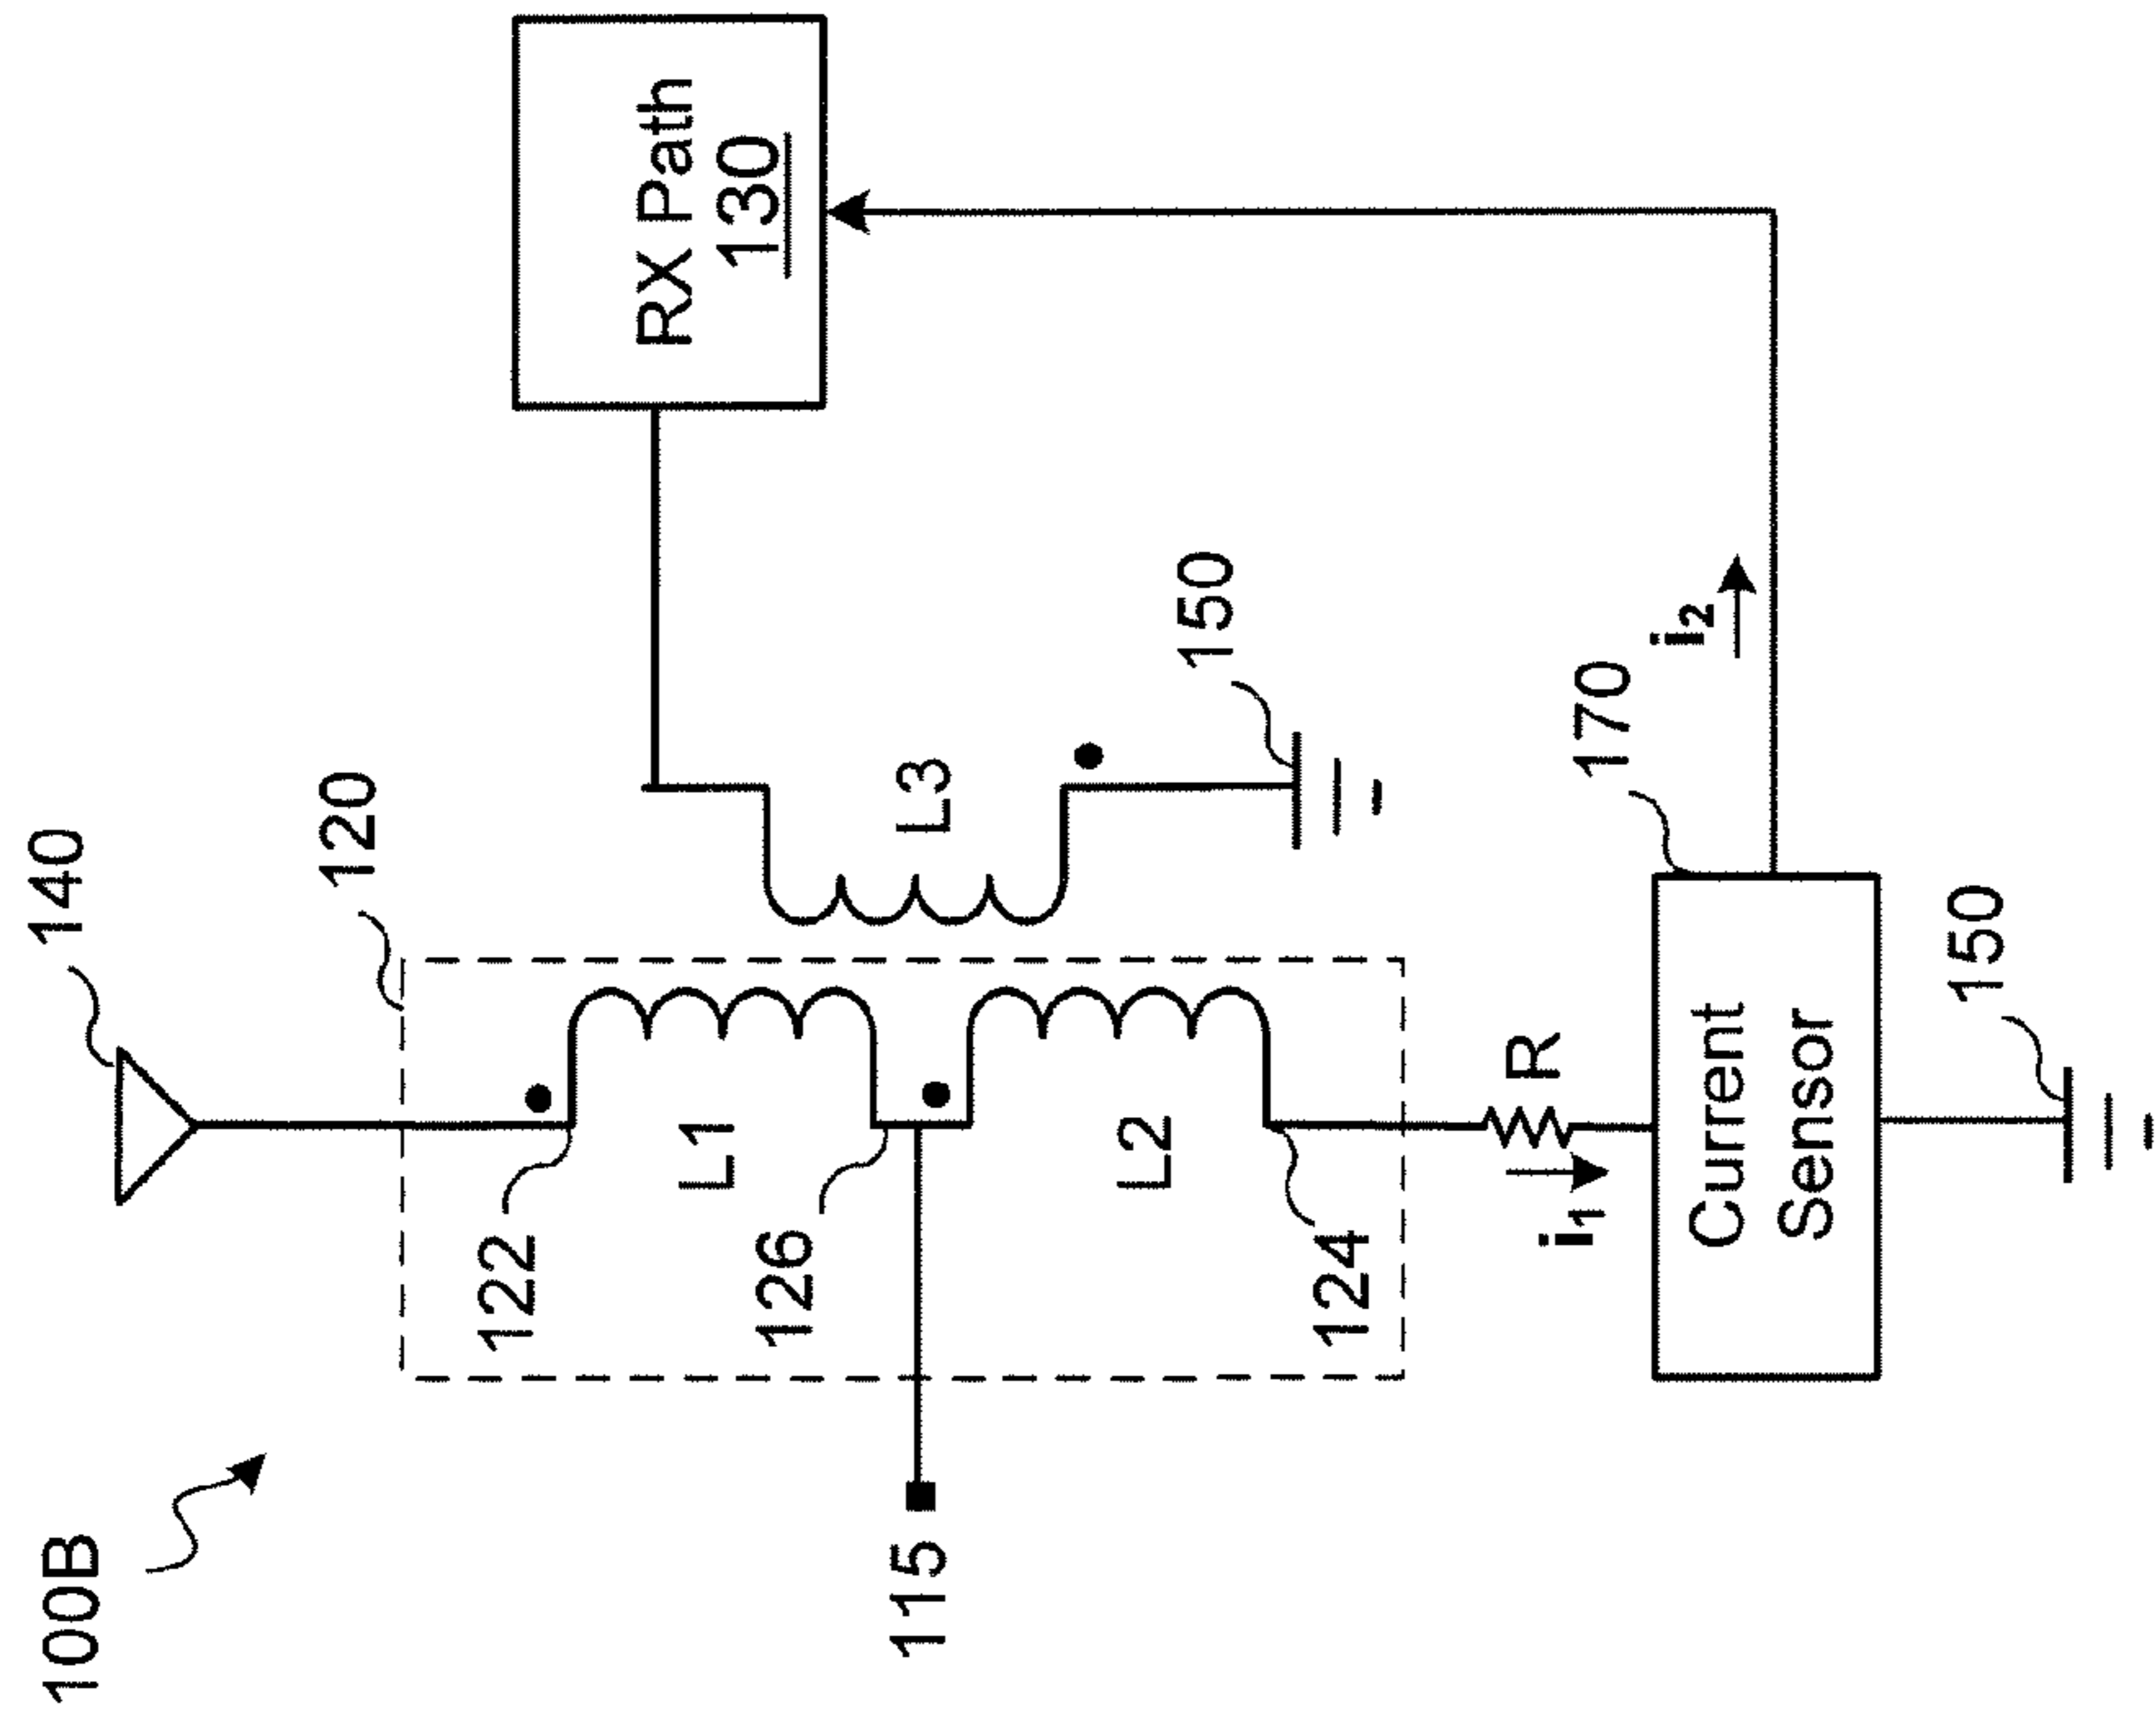 100B
140
120
RX Path
130
122
L1
126
L3
150
115
L2
124
R
i₁
170
i₂
Current
Sensor
150